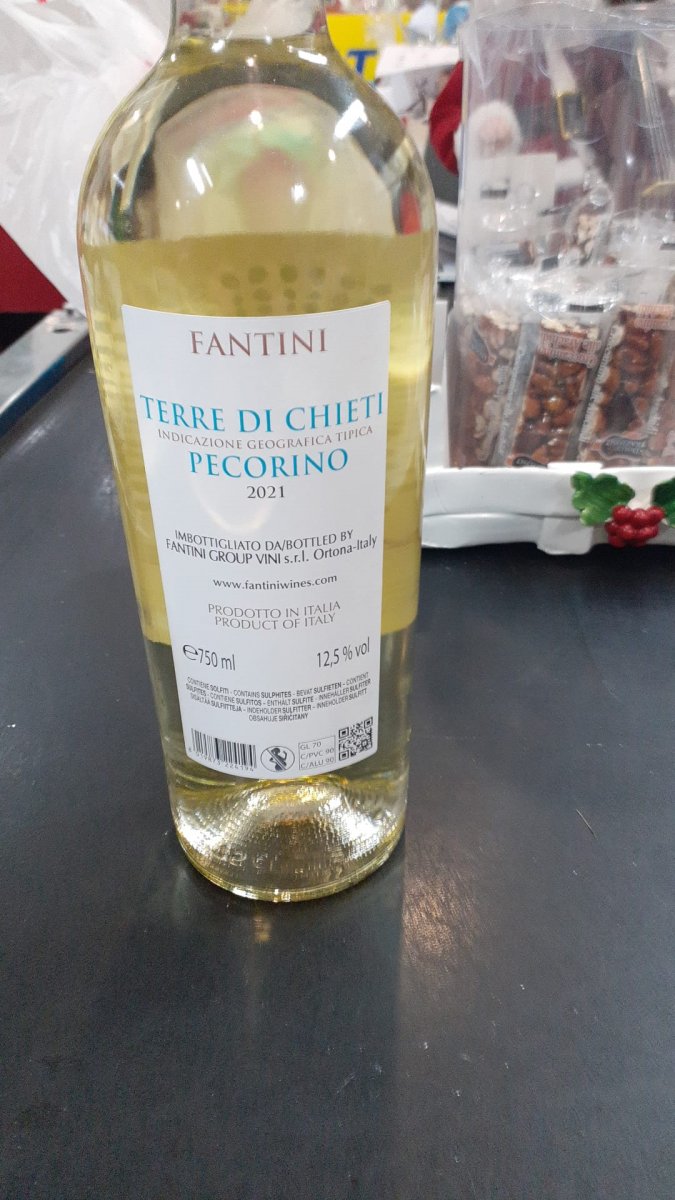 FANTINI
TERRE DI CHIETI
INDICAZIONE GEOGRAFICA TIPICA
PECORINO
2021
IMBOTTIGLIATO DA/BOTTLED BY
FANTINI GROUP VINI s.r.l. Ortona-Italy
www.fantiniwines.com
PRODOTTO IN ITALIA
PRODUCT OF ITALY
℮750 ml 12,5 % vol
CONTIENE SOLFITI - CONTAINS SULPHITES - BEVAT SULFIETEN - CONTIENT
SULFITES - CONTIENE SULFITOS - ENTHALT SULFITE - INNEHÅLLER SULFITER
SISÄLTÄÄ SULFIITTEJA - INDEHOLDER SULFITTER - INNEHOLDER SULFITT
OBSAHUJE SIŘIČITANY
GL 70
C/PVC 90
C/ALU 90